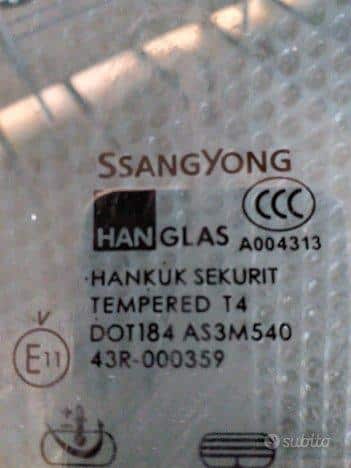 SSANGYONG
HANGLAS
CCC
A004313
HANKUK SEKURIT
TEMPERED T4
DOT184 AS3M540
V
E11
43R-000359
subito